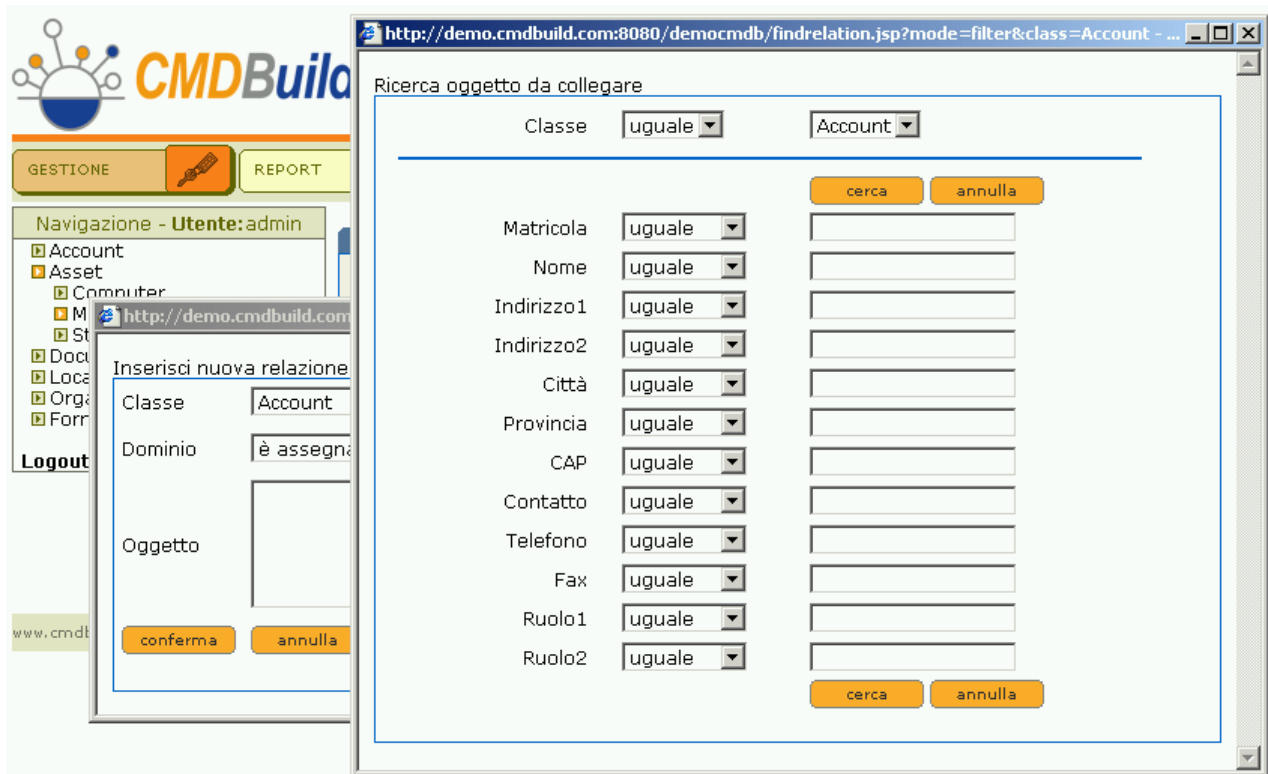 CMDBuild
GESTIONE
REPORT
Navigazione - Utente: admin
Account
Asset
Computer
Logout
www.cmdb
http://demo.cmdbuild.com
Inserisci nuova relazione
Classe Account
Dominio è assegna
Oggetto
conferma annulla
http://demo.cmdbuild.com:8080/democmdb/findrelation.jsp?mode=filter&class=Account - ...
Ricerca oggetto da collegare
Classe uguale Account
cerca annulla
Matricola uguale
Nome uguale
Indirizzo1 uguale
Indirizzo2 uguale
Città uguale
Provincia uguale
CAP uguale
Contatto uguale
Telefono uguale
Fax uguale
Ruolo1 uguale
Ruolo2 uguale
cerca annulla